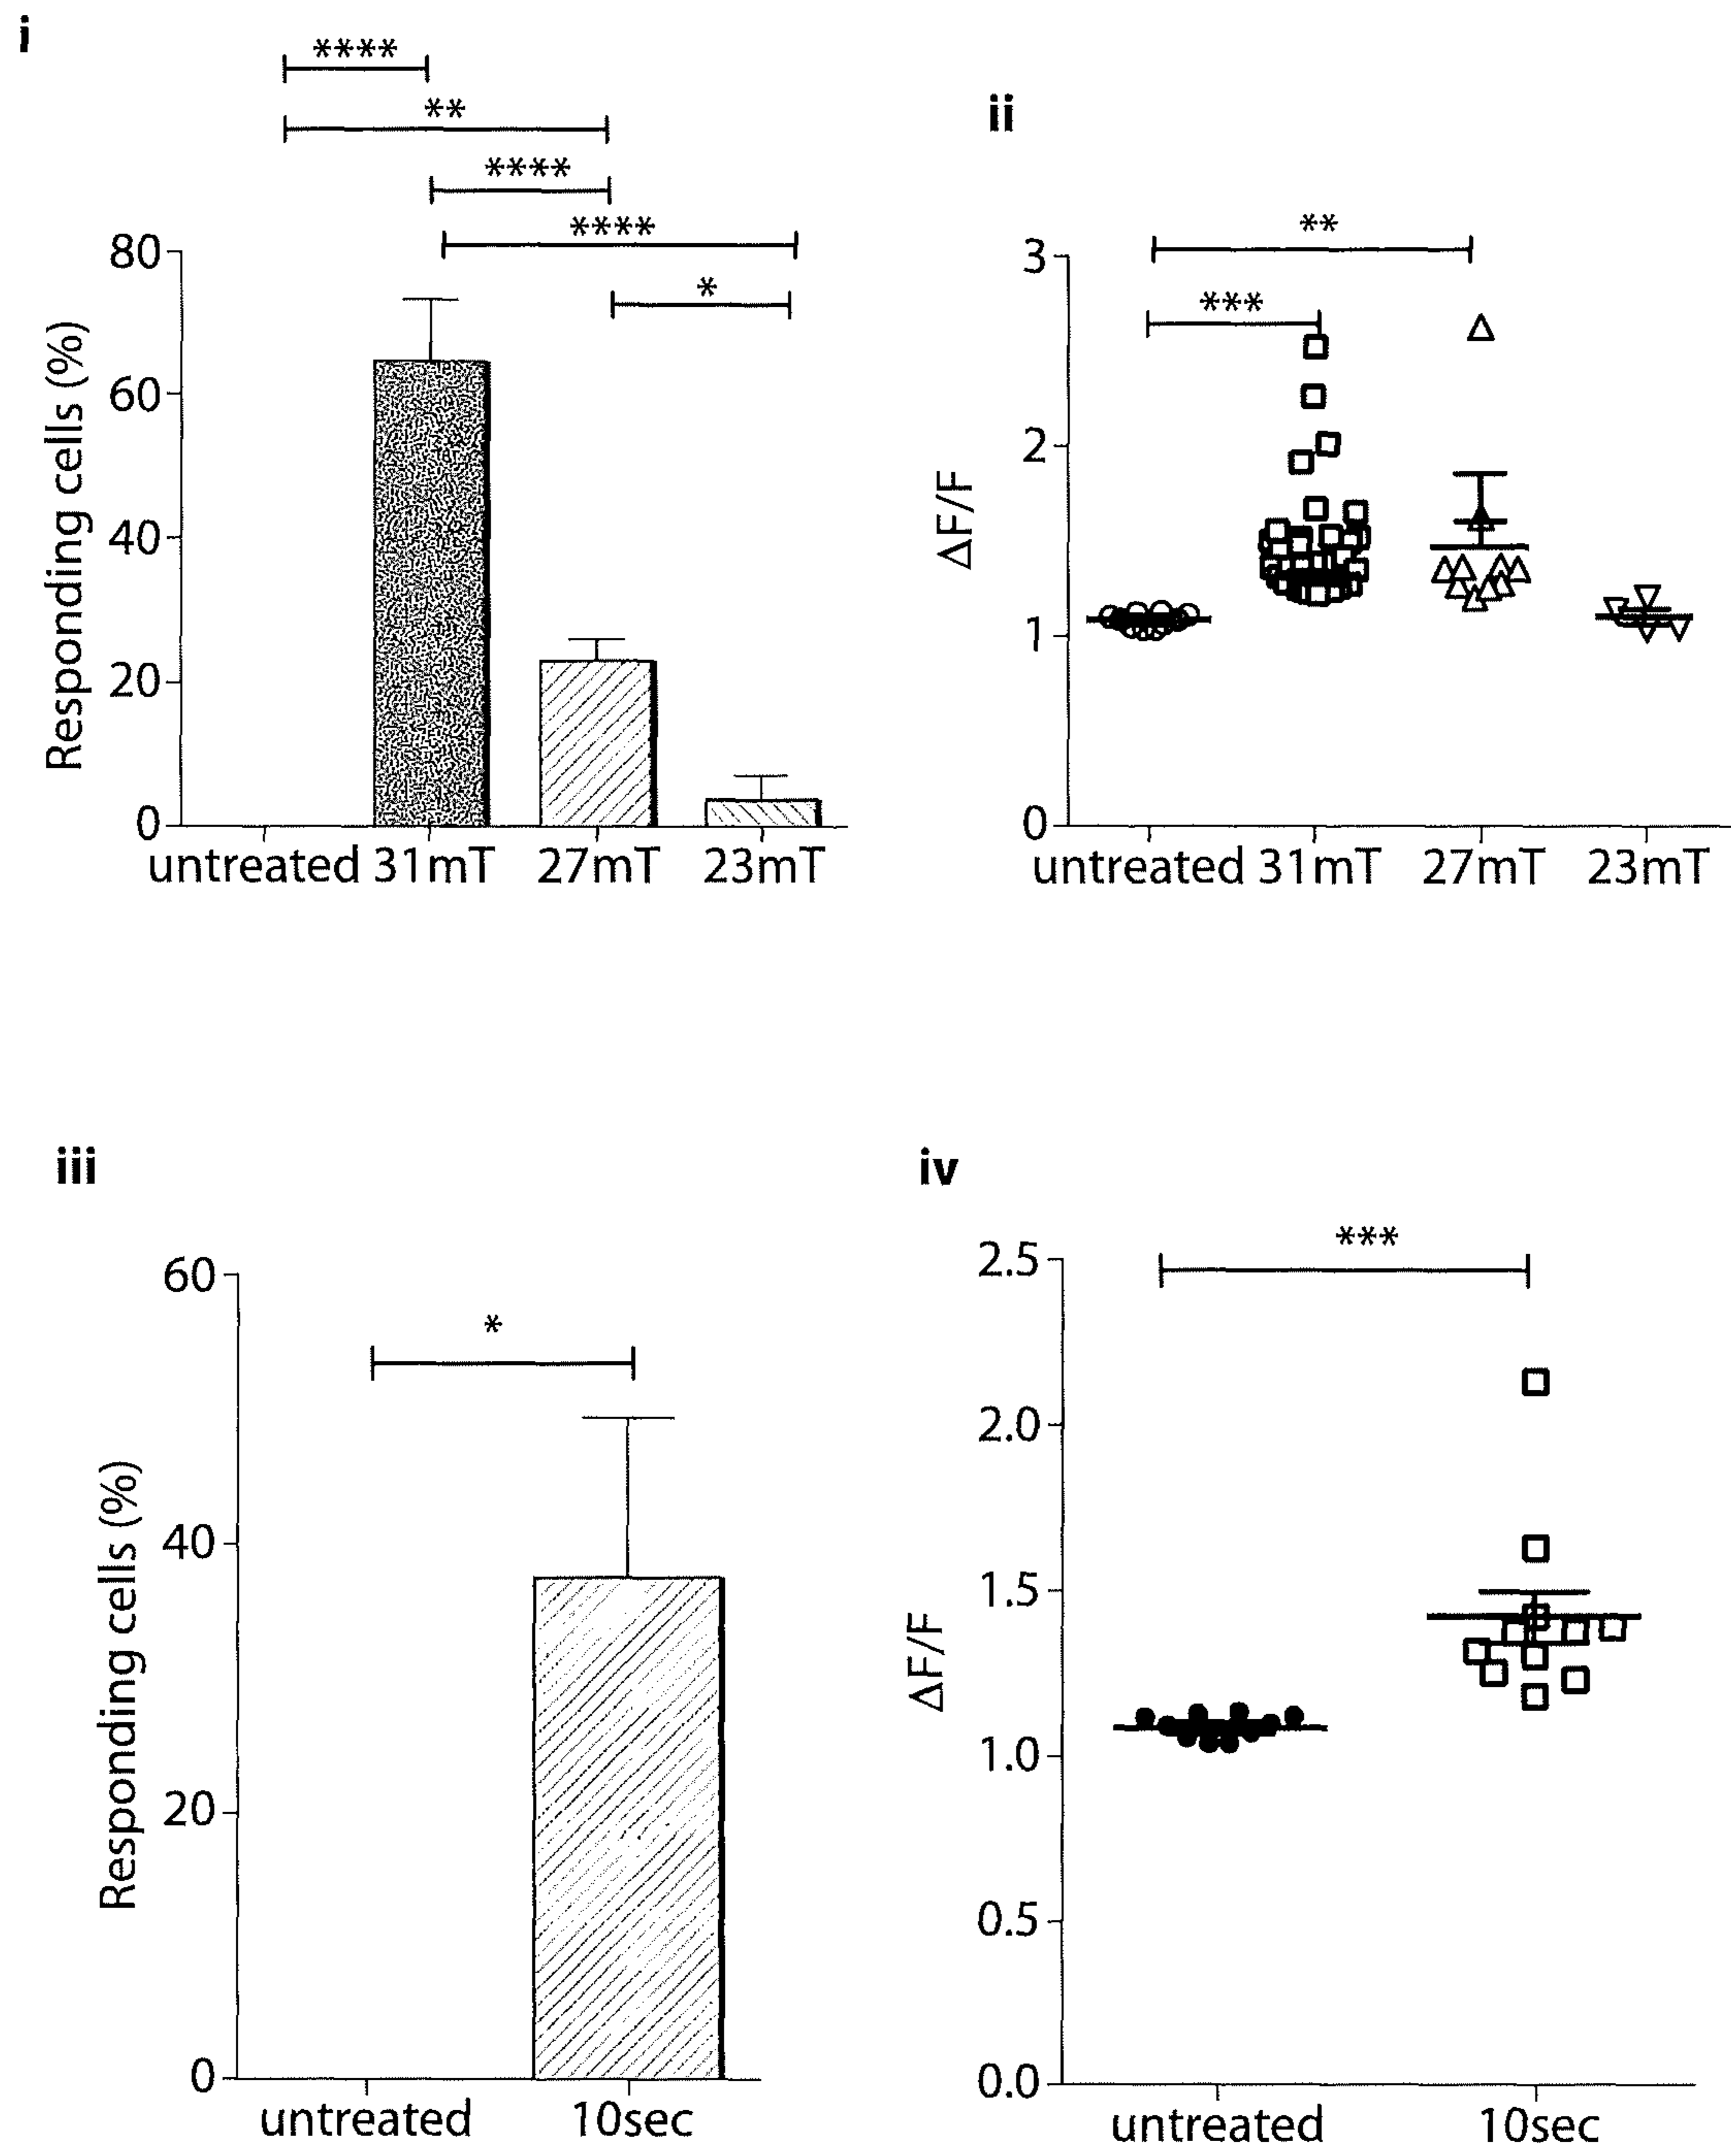 i
****
**
****
****
*
80
60
40
20
0
Responding cells (%)
untreated 31mT 27mT 23mT
ii
**
***
3
2
1
0
ΔF/F
untreated 31mT 27mT 23mT
iii
60
40
20
0
*
Responding cells (%)
untreated 10sec
iv
***
2.5
2.0
1.5
1.0
0.5
0.0
ΔF/F
untreated 10sec